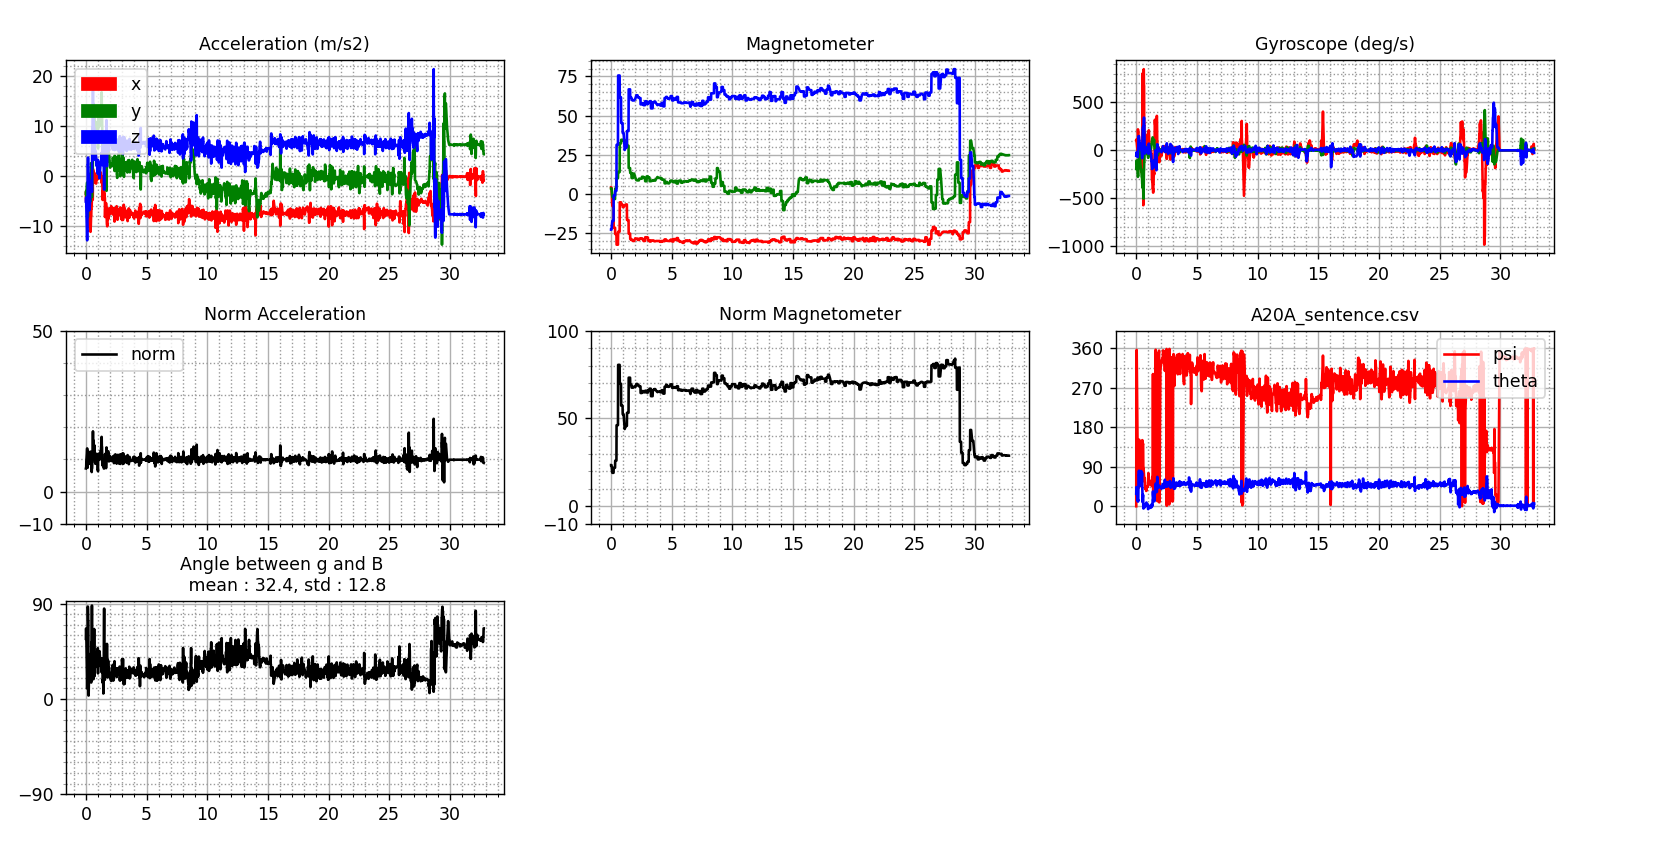 Acceleration (m/s2)
20
10
0
−10
x
y
z
0 5 10 15 20 25 30
Magnetometer
75
50
25
0
−25
0 5 10 15 20 25 30
Gyroscope (deg/s)
500
0
−500
−1000
0 5 10 15 20 25 30
Norm Acceleration
50
0
−10
norm
0 5 10 15 20 25 30
Norm Magnetometer
100
50
0
−10
0 5 10 15 20 25 30
A20A_sentence.csv
360
270
180
90
0
psi
theta
0 5 10 15 20 25 30
Angle between g and B
mean : 32.4, std : 12.8
90
0
−90
0 5 10 15 20 25 30